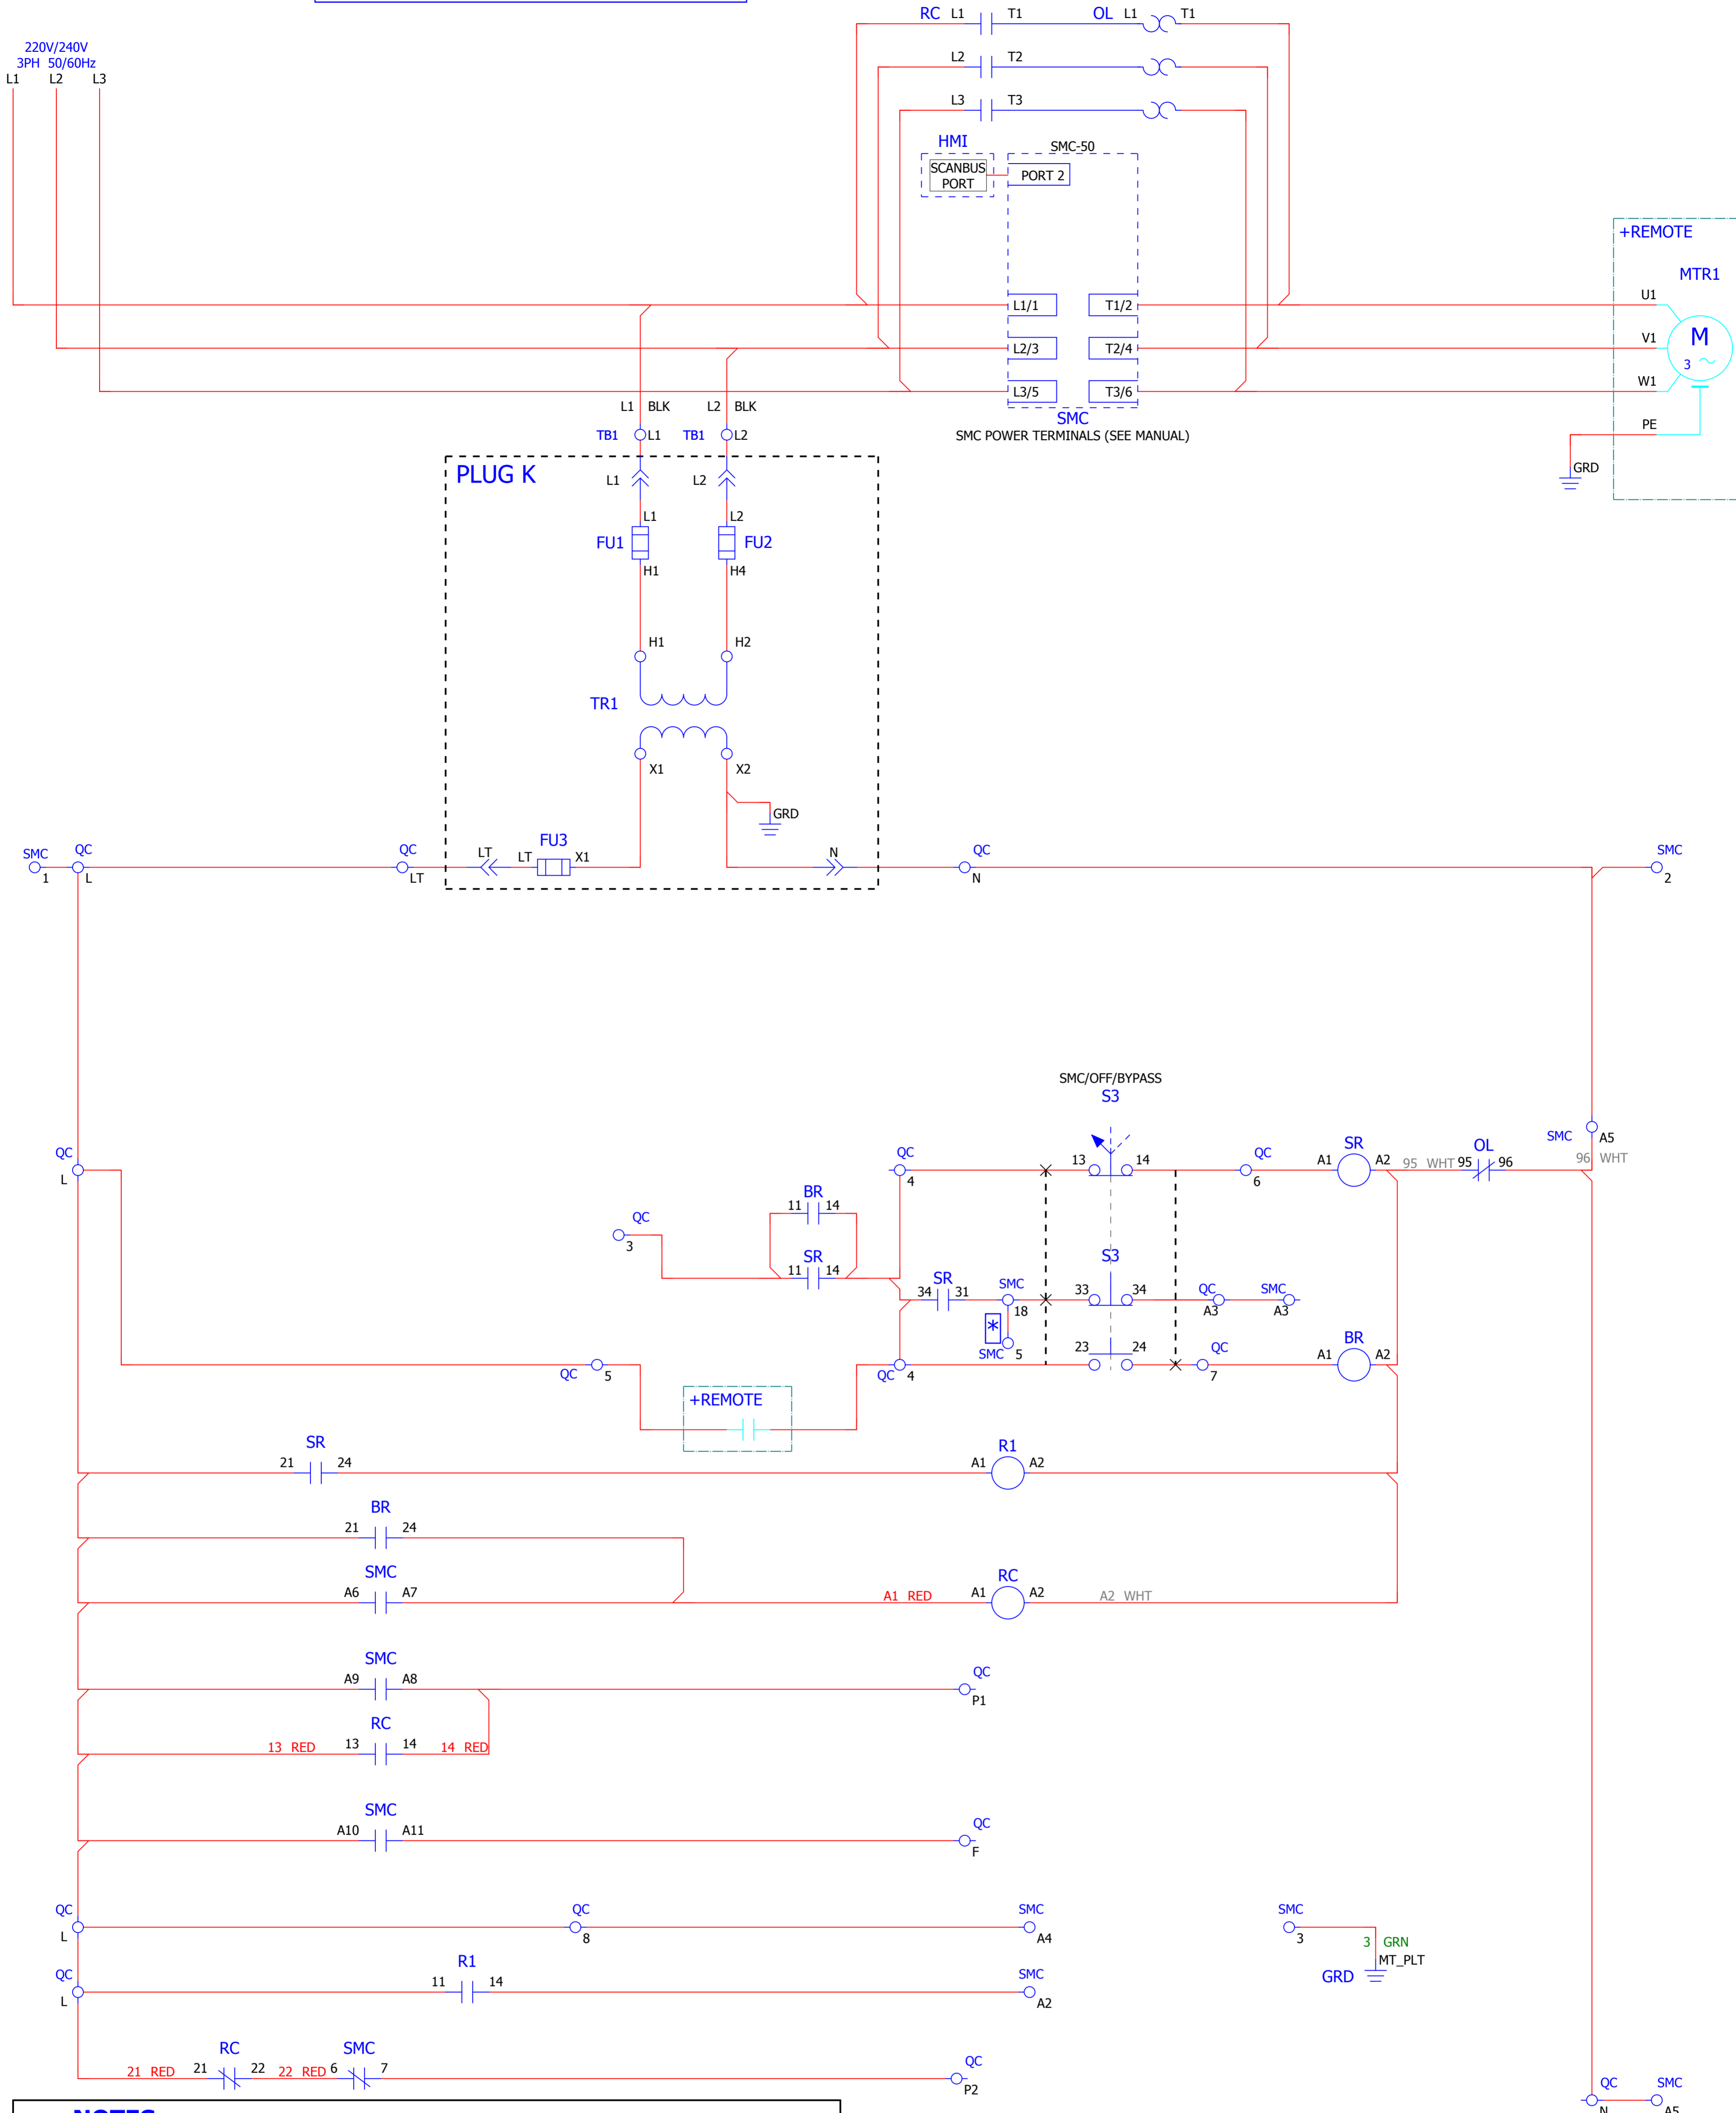 RC L1 T1 OL L1 T1
220V/240V
3PH 50/60Hz
L1 L2 L3
L2 T2
L3 T3
HMI
SMC-50
SCANBUS
PORT
PORT 2
+REMOTE
MTR1
U1
L1/1 T1/2
V1
M
3
L2/3 T2/4
W1
L3/5 T3/6
L1 BLK L2 BLK
SMC
PE
TB1 L1 TB1 L2
SMC POWER TERMINALS (SEE MANUAL)
GRD
PLUG K
L1 L2
L1 L2
FU1 FU2
H1 H4
H1 H2
TR1
X1 X2
GRD
SMC QC QC FU3 QC SMC
LT LT X1 N
1 L LT N 2
SMC/OFF/BYPASS
S3
SMC A5
QC QC 13 14 QC SR OL
A1 A2 95 WHT 95 96 96 WHT
L 4 6
BR
11 14
QC
3
SR S3
11 14
SR SMC
34 31 33 34 QC SMC
18 A3 A3
*
SMC 5 23 24 QC BR
A1 A2
QC 5 QC 4 7
+REMOTE
SR R1
21 24 A1 A2
BR
21 24
SMC RC
A6 A7 A1 RED A1 A2 A2 WHT
SMC QC
A9 A8 P1
RC
13 RED 13 14 14 RED
SMC QC
A10 A11 F
QC QC SMC SMC
L 8 A4 3
3 GRN
MT_PLT
GRD
QC R1 SMC
11 14
L A2
RC SMC QC
21 RED 21 22 22 RED 6 7
P2
QC SMC
N A5
NOTES